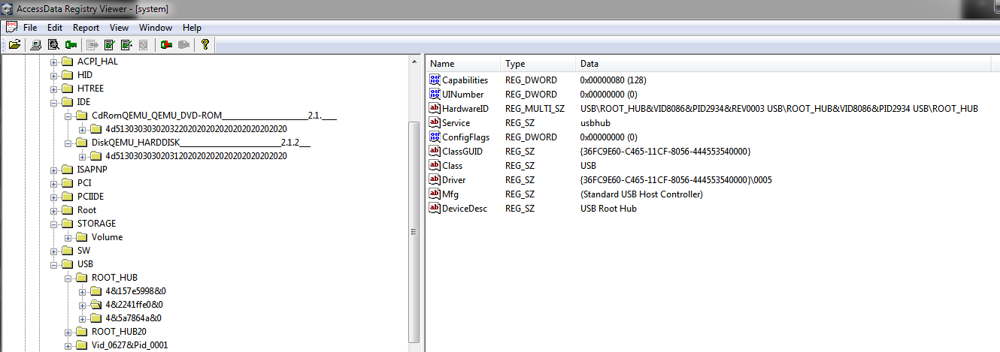 AccessData Registry Viewer - [system]
File Edit Report View Window Help
ACPI_HAL
HID
HTREE
IDE
CdRomQEMU_QEMU_DVD-ROM_____________________2.1.____
4d51303030302032202020202020202020202020
DiskQEMU_HARDDISK_________________________2.1.2___
4d51303030302031202020202020202020202020
ISAPNP
PCI
PCIIDE
Root
STORAGE
Volume
SW
USB
ROOT_HUB
4&157e5998&0
4&2241ffe0&0
4&5a7864a&0
ROOT_HUB20
Vid_0627&Pid_0001
Name Type Data
Capabilities REG_DWORD 0x00000080 (128)
UINumber REG_DWORD 0x00000000 (0)
HardwareID REG_MULTI_SZ USB\ROOT_HUB&VID8086&PID2934&REV0003 USB\ROOT_HUB&VID8086&PID2934 USB\ROOT_HUB
Service REG_SZ usbhub
ConfigFlags REG_DWORD 0x00000000 (0)
ClassGUID REG_SZ {36FC9E60-C465-11CF-8056-444553540000}
Class REG_SZ USB
Driver REG_SZ {36FC9E60-C465-11CF-8056-444553540000}\0005
Mfg REG_SZ (Standard USB Host Controller)
DeviceDesc REG_SZ USB Root Hub